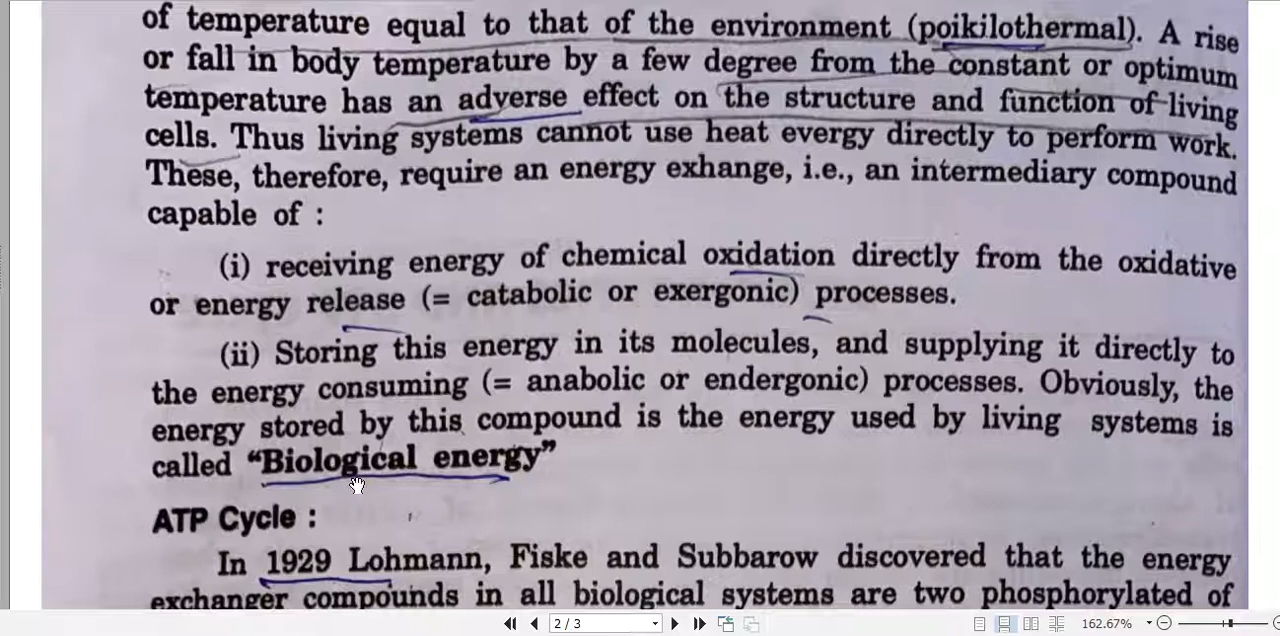 of temperature equal to that of the environment (poikilothermal). A rise
or fall in body temperature by a few degree from the constant or optimum
temperature has an adverse effect on the structure and function of living
cells. Thus living systems cannot use heat evergy directly to perform work.
These, therefore, require an energy exhange, i.e., an intermediary compound
capable of :
(i) receiving energy of chemical oxidation directly from the oxidative
or energy release (= catabolic or exergonic) processes.
(ii) Storing this energy in its molecules, and supplying it directly to
the energy consuming (= anabolic or endergonic) processes. Obviously, the
energy stored by this compound is the energy used by living systems is
called “Biological energy”
ATP Cycle :
In 1929 Lohmann, Fiske and Subbarow discovered that the energy
exchanger compounds in all biological systems are two phosphorylated of
2 / 3
162.67%